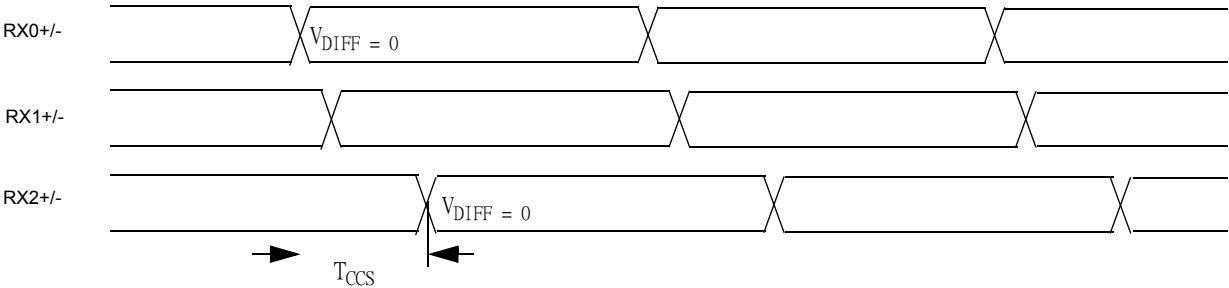 RX0+/-
VDIFF = 0
RX1+/-
RX2+/-
VDIFF = 0
TCCS